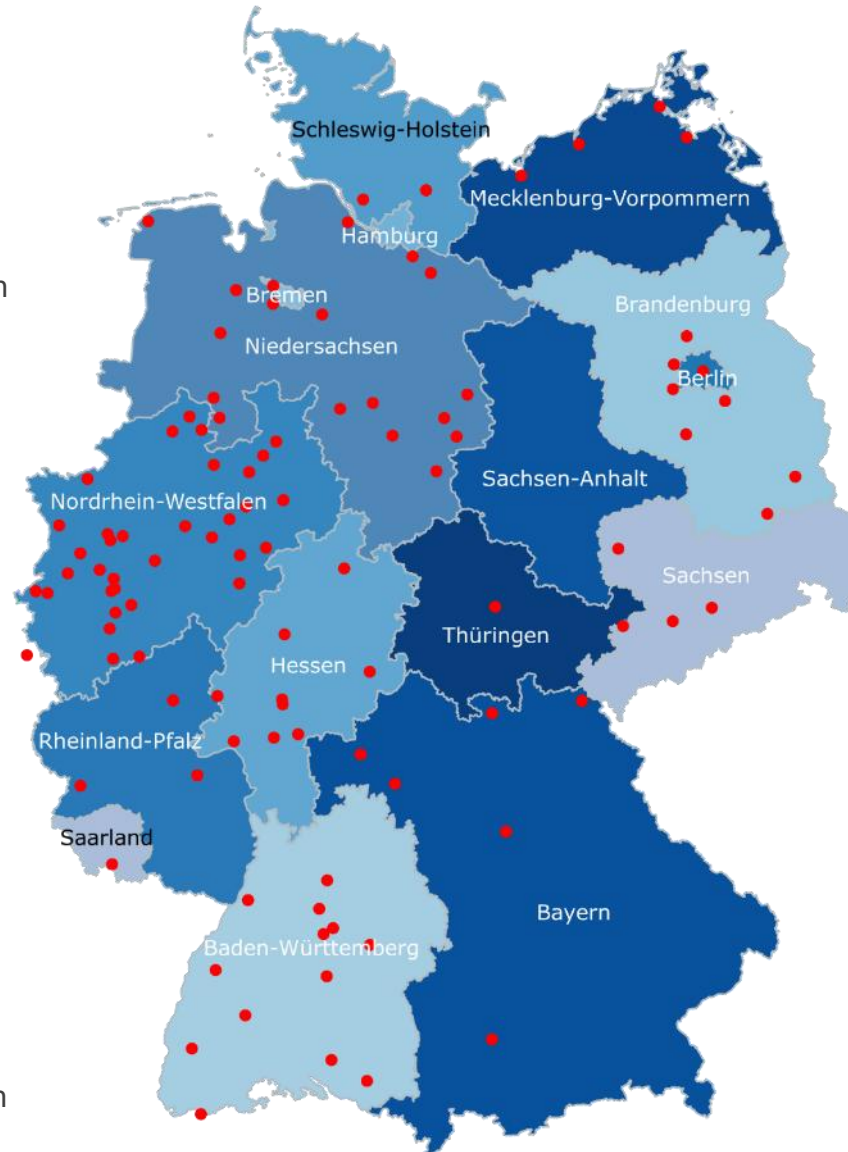 Schleswig-Holstein
Mecklenburg-Vorpommern
Hamburg
n
Bremen
Brandenburg
Niedersachsen
Berlin
Sachsen-Anhalt
Nordrhein-Westfalen
Sachsen
Thüringen
Hessen
Rheinland-Pfalz
Saarland
Bayern
Baden-Württemberg
n